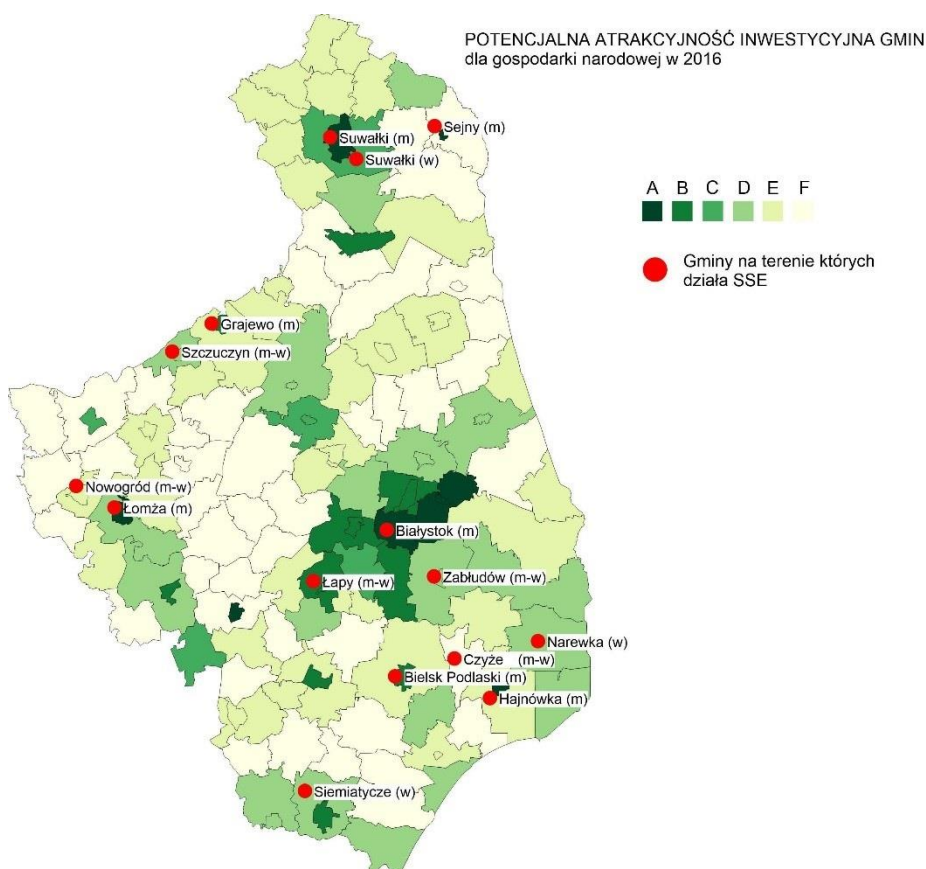 POTENCJALNA ATRAKCYJNOŚĆ INWESTYCYJNA GMIN
dla gospodarki narodowej w 2016
Sejny (m)
Suwałki (m)
Suwałki (w)
A B C D E F
Gminy na terenie których
działa SSE
Grajewo (m)
Szczuczyn (m-w)
Nowogród (m-w)
Łomża (m)
Białystok (m)
Łapy (m-w)
Zabłudów (m-w)
Narewka (w)
Czyże (m-w)
Bielsk Podlaski (m)
Hajnówka (m)
Siemiatycze (w)